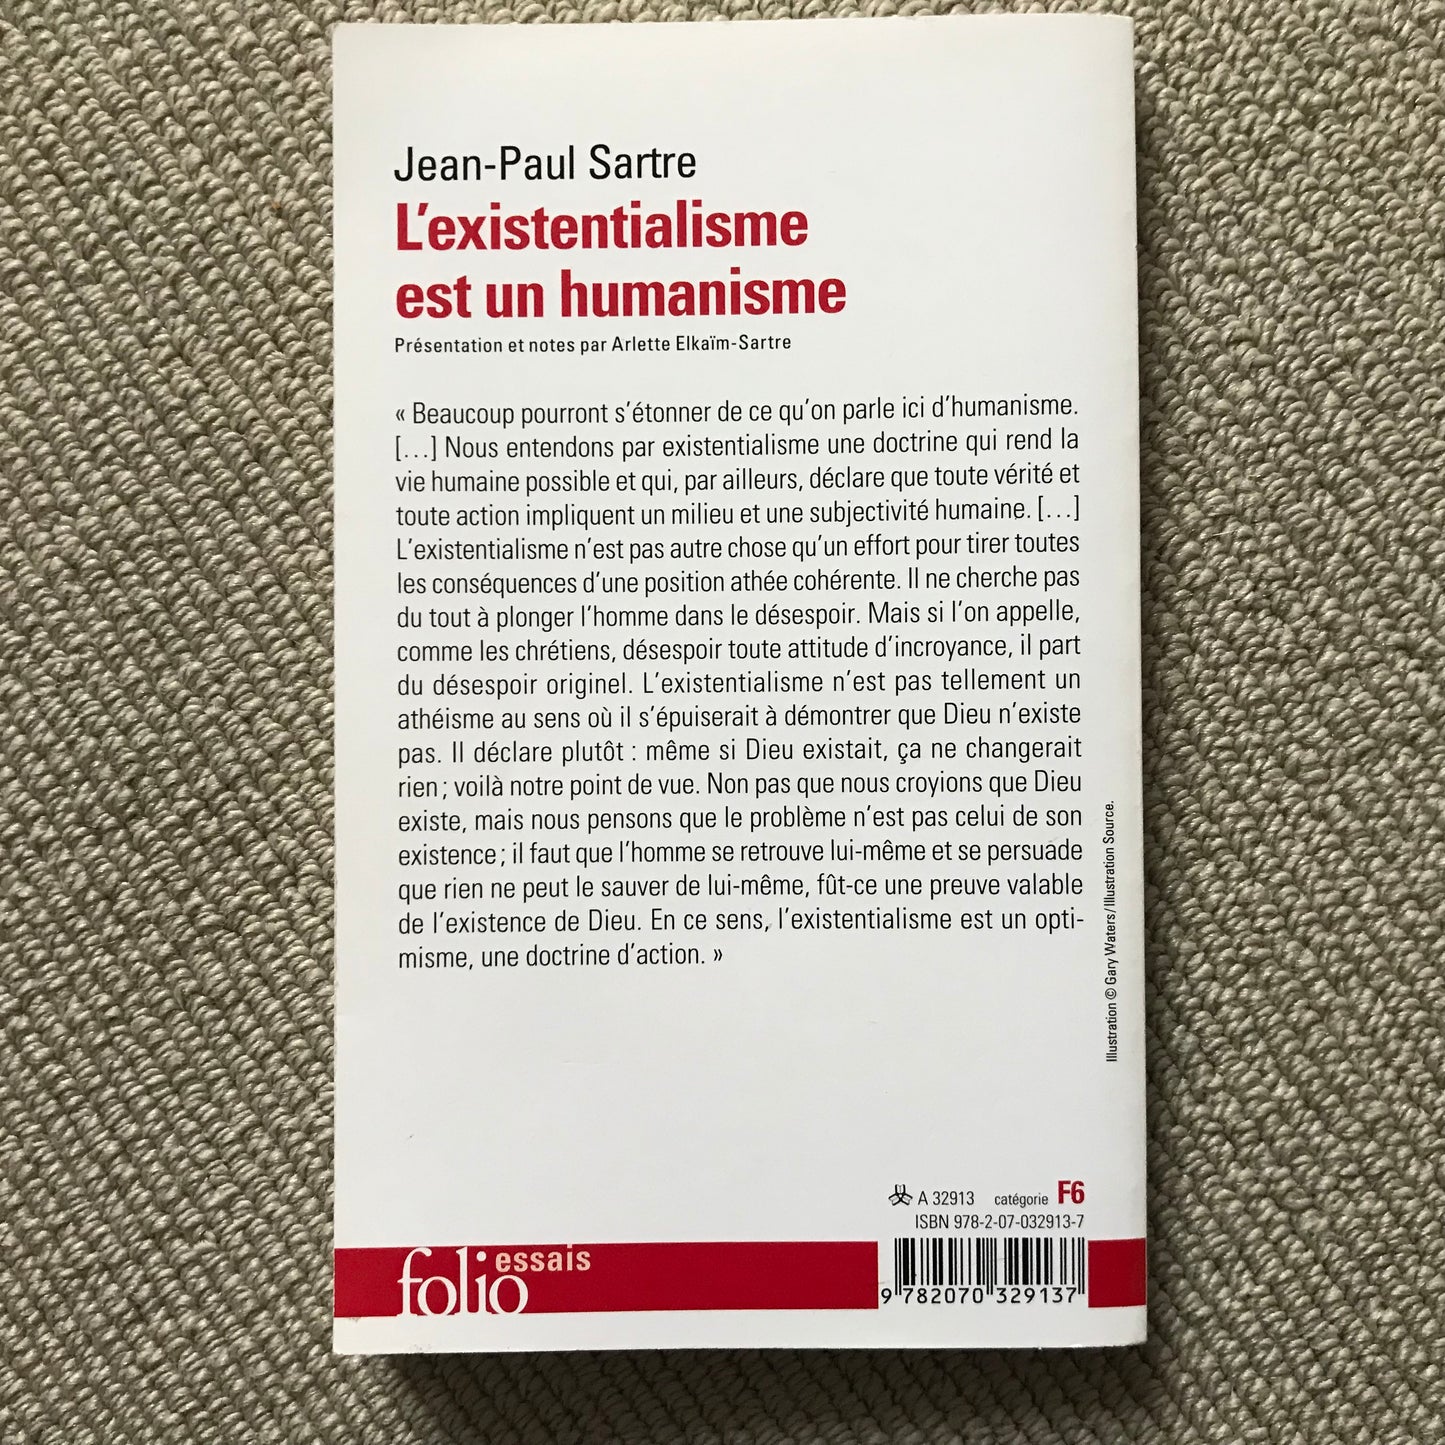 Jean-Paul Sartre
L'existentialisme
est un humanisme
Présentation et notes par Arlette Elkaïm-Sartre
« Beaucoup pourront s'étonner de ce qu'on parle ici d'humanisme.
[...] Nous entendons par existentialisme une doctrine qui rend la
vie humaine possible et qui, par ailleurs, déclare que toute vérité et
toute action impliquent un milieu et une subjectivité humaine. [...]
L'existentialisme n'est pas autre chose qu'un effort pour tirer toutes
les conséquences d'une position athée cohérente. Il ne cherche pas
du tout à plonger l'homme dans le désespoir. Mais si l'on appelle,
comme les chrétiens, désespoir toute attitude d'incroyance, il part
du désespoir originel. L'existentialisme n'est pas tellement un
athéisme au sens où il s'épuiserait à démontrer que Dieu n'existe
pas. Il déclare plutôt : même si Dieu existait, ça ne changerait
rien ; voilà notre point de vue. Non pas que nous croyions que Dieu
existe, mais nous pensons que le problème n'est pas celui de son
existence ; il faut que l'homme se retrouve lui-même et se persuade
que rien ne peut le sauver de lui-même, fût-ce une preuve valable
de l'existence de Dieu. En ce sens, l'existentialisme est un opti-
misme, une doctrine d'action. »
Illustration © Gary Waters / Illustration Source.
A 32913 catégorie F6
ISBN 978-2-07-032913-7
folio essais
9 782070 329137